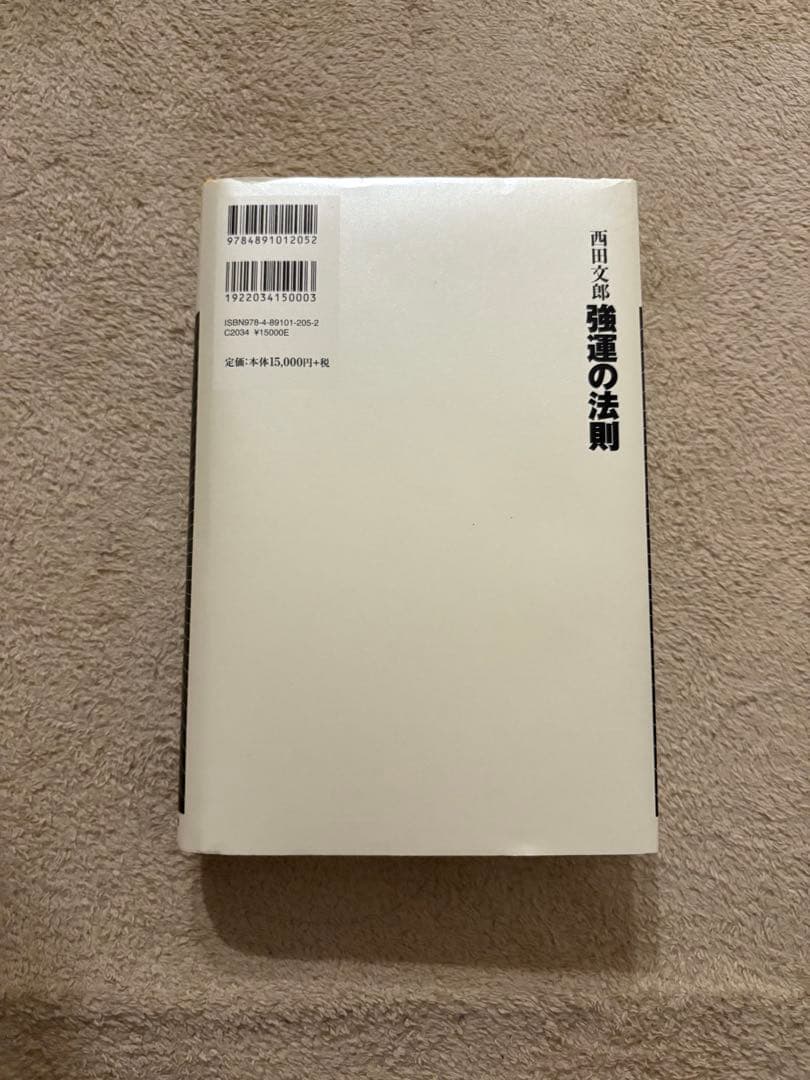 9784891012052
1922034150003
ISBN978-4-89101-205-2
C2034 ¥15000E
定価：本体15,000円+税
西田文郎 強運の法則